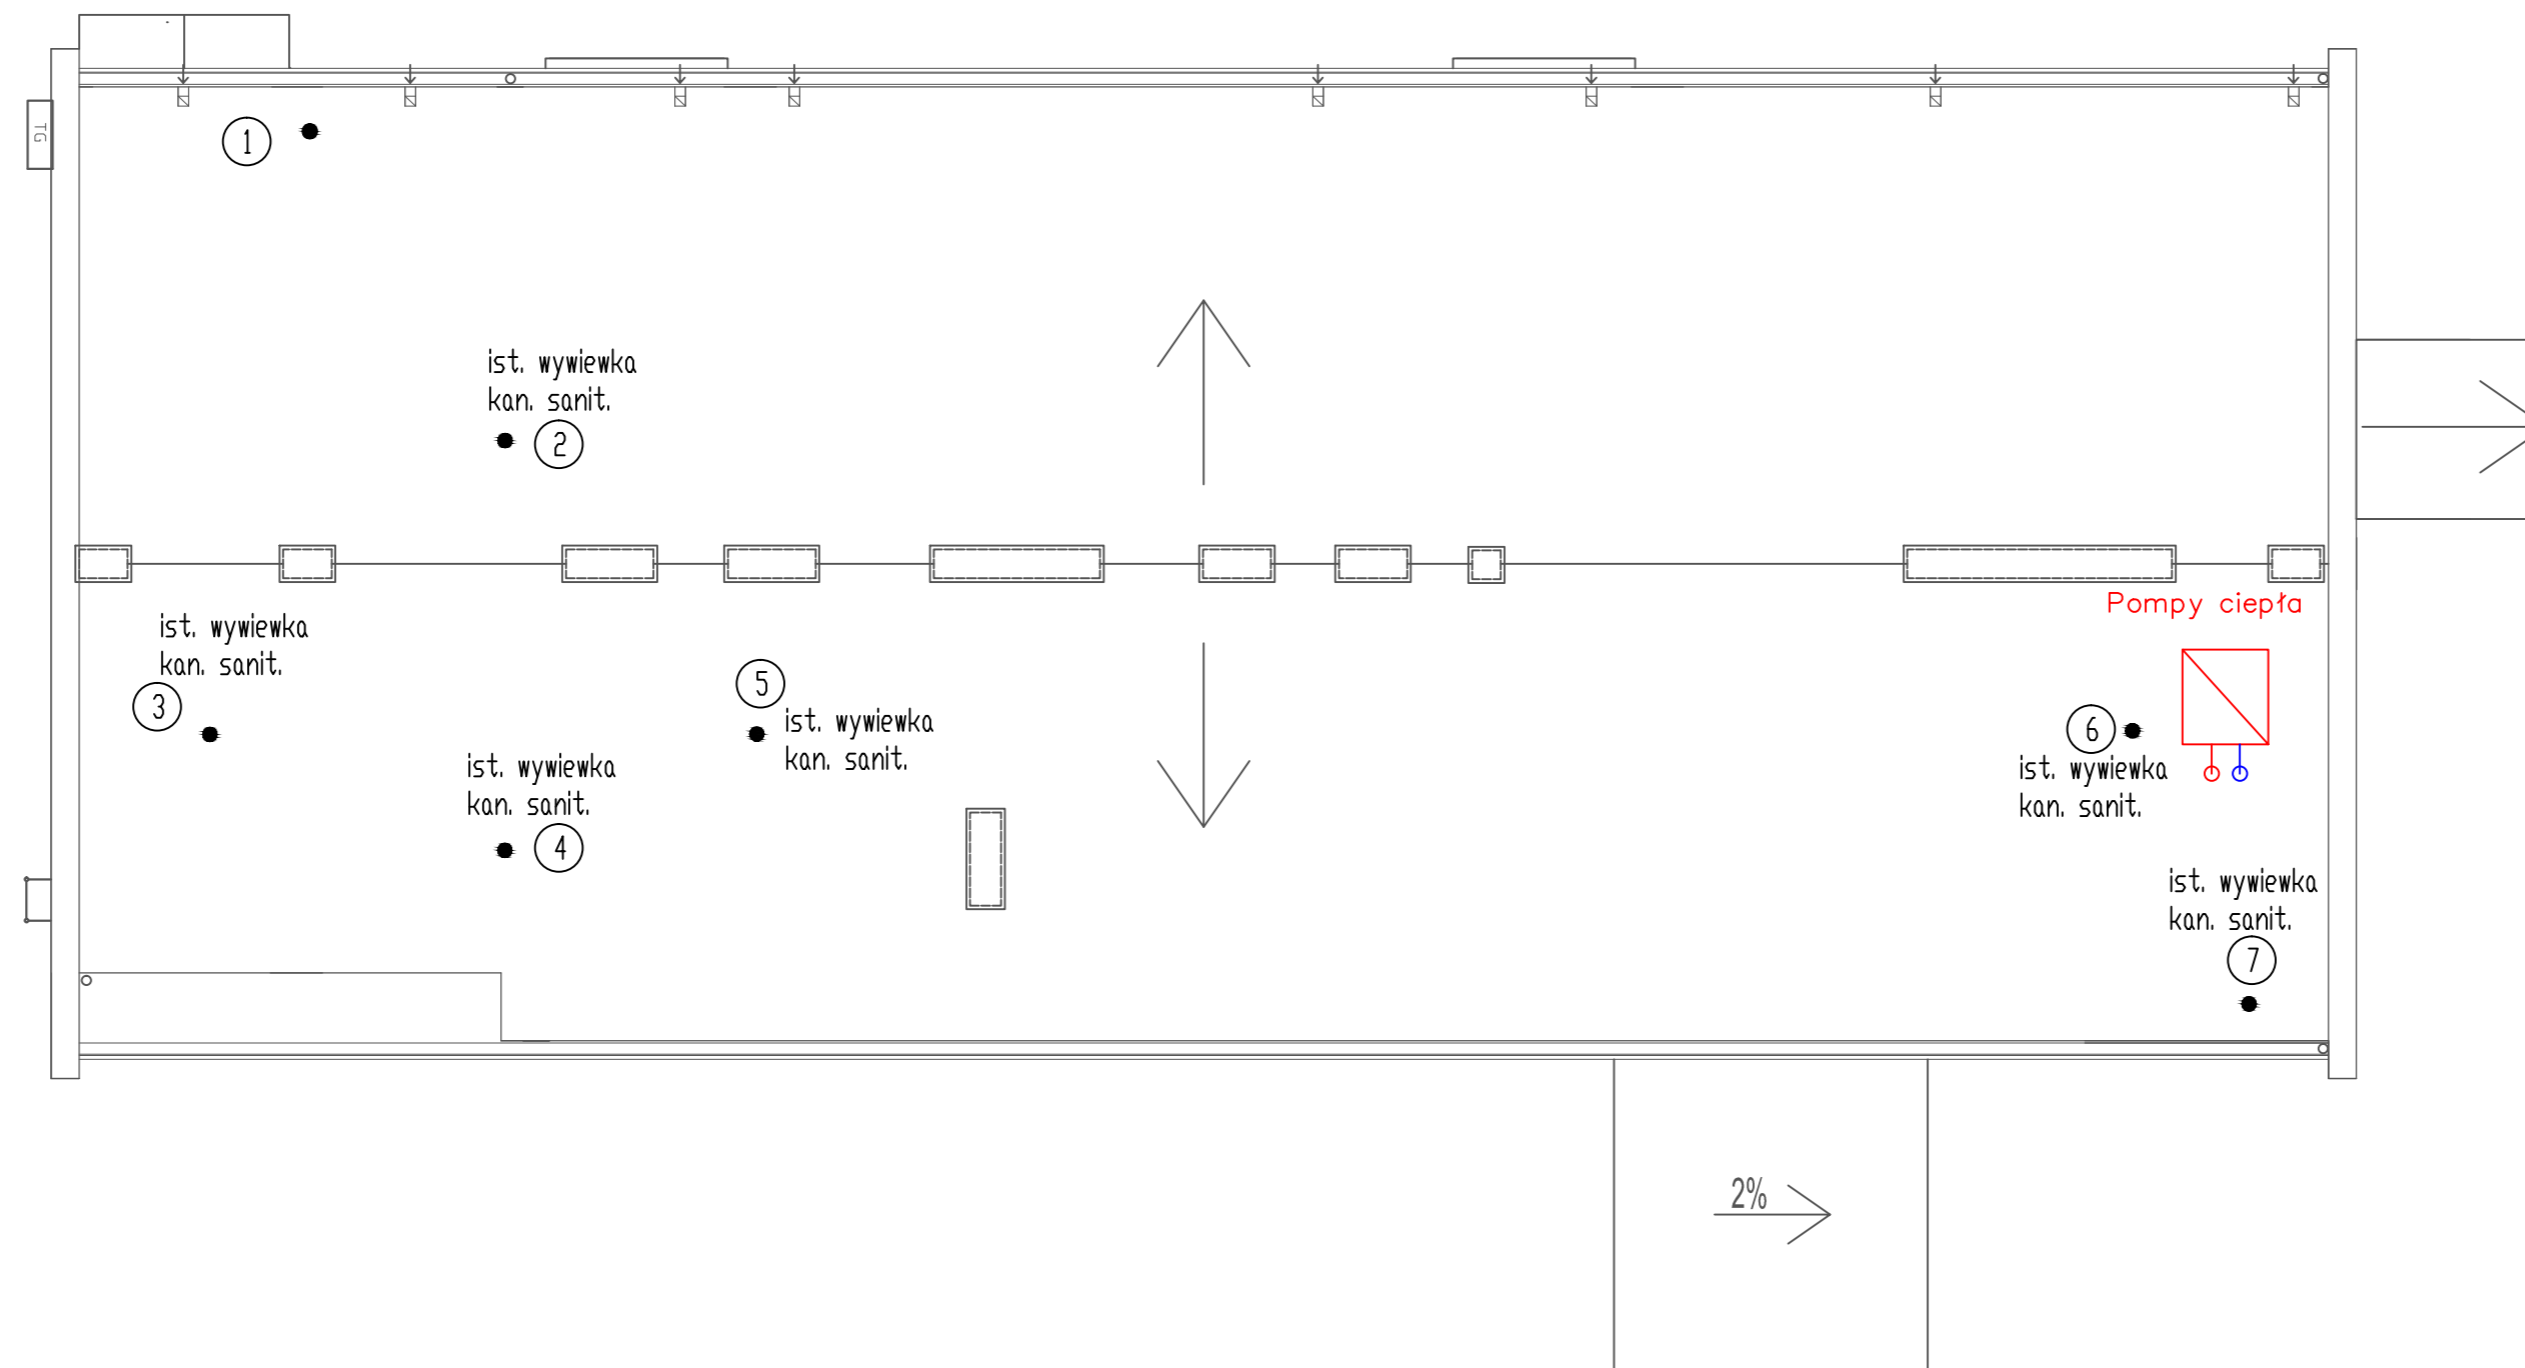 TG
1
ist. wywiewka
kan. sanit.
2
Pompy ciepła
ist. wywiewka
kan. sanit.
3
5
ist. wywiewka
kan. sanit.
ist. wywiewka
kan. sanit.
4
6
ist. wywiewka
kan. sanit.
ist. wywiewka
kan. sanit.
7
2%